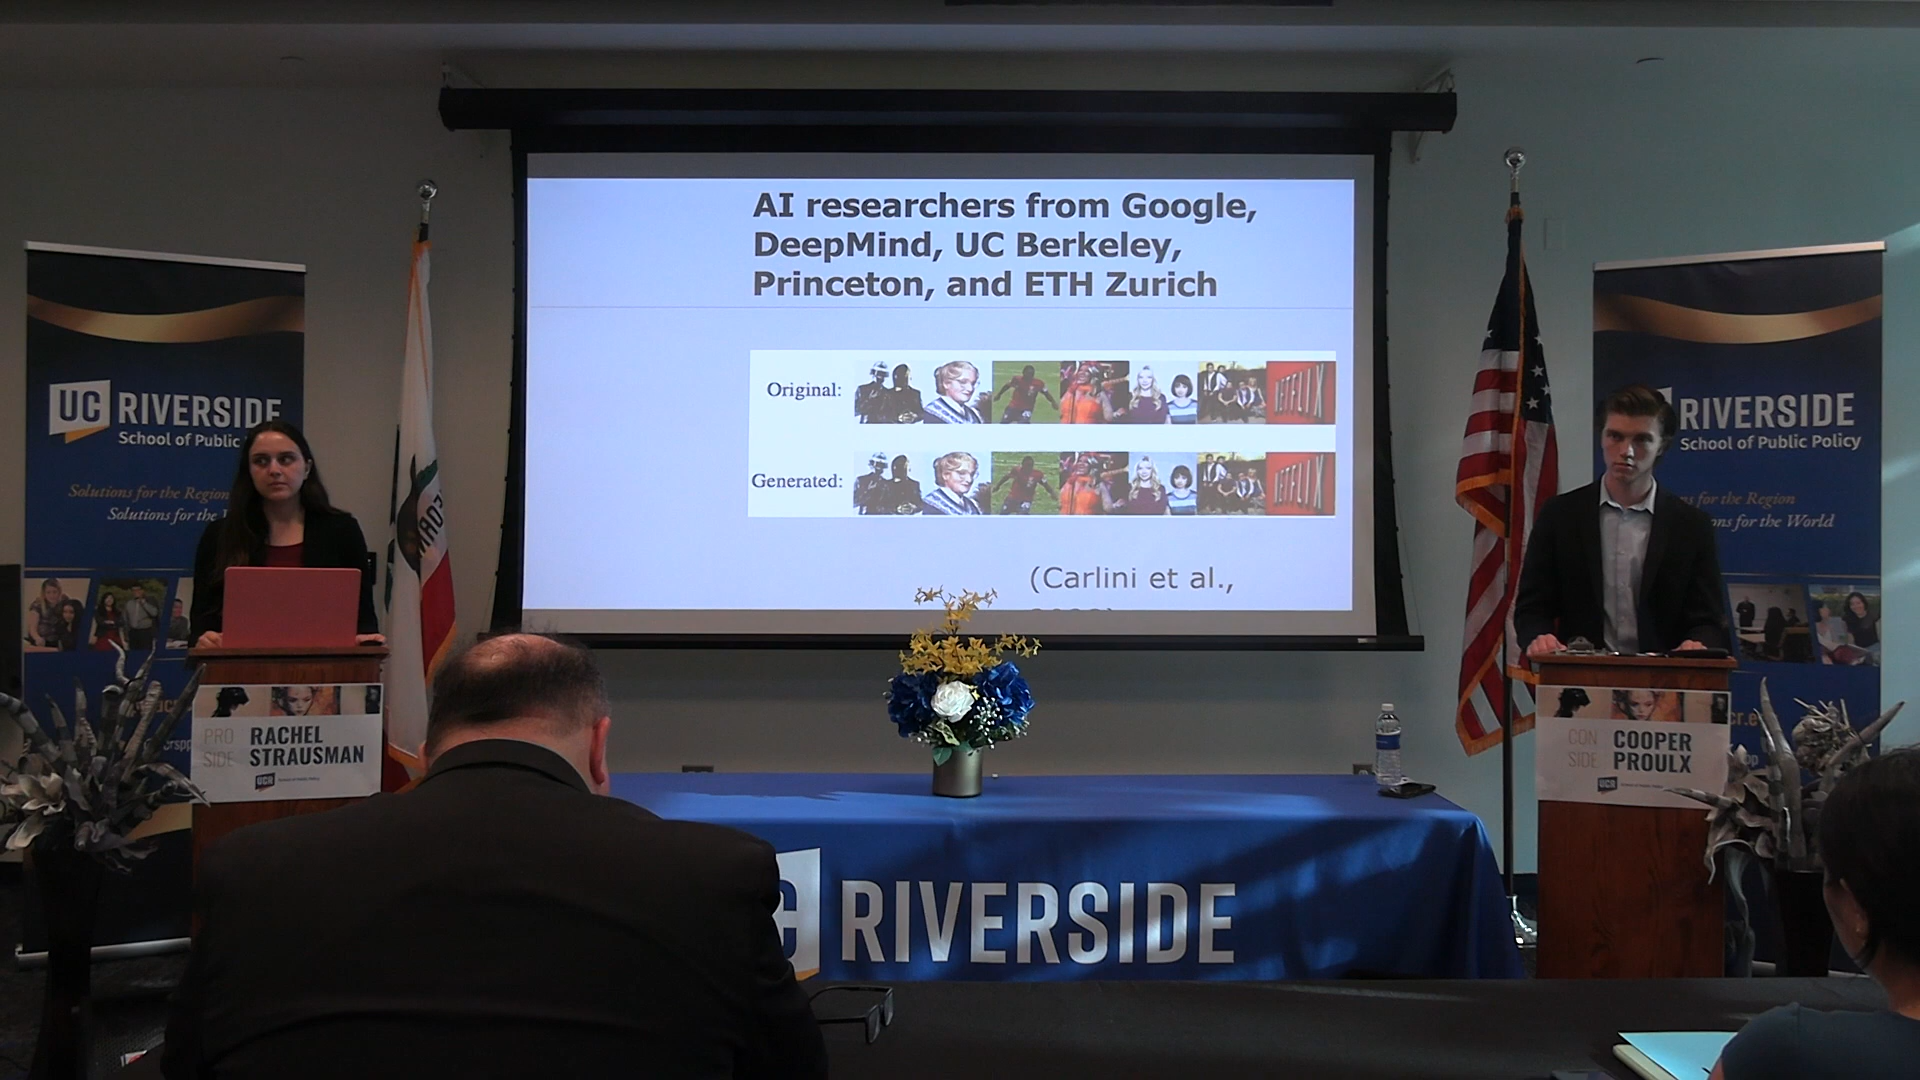 AI researchers from Google,
DeepMind, UC Berkeley,
Princeton, and ETH Zurich
Original:
NETFLIX
Generated:
NETFLIX
(Carlini et al.,
UC RIVERSIDE
School of Public
Solutions for the Region
Solutions for the
RIVERSIDE
School of Public Policy
for the Region
for the World
PRO
SIDE
RACHEL
STRAUSMAN
UCR
CON
SIDE
COOPER
PROULX
UCR
RIVERSIDE